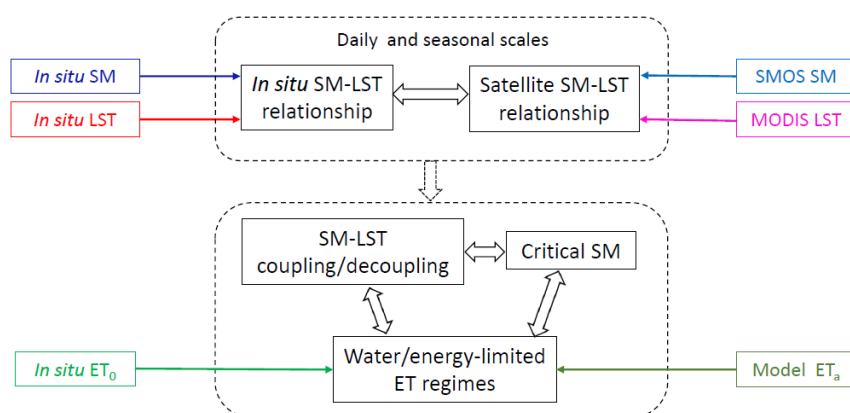 Daily and seasonal scales
In situ SM
In situ LST
In situ SM-LST
relationship
Satellite SM-LST
relationship
SMOS SM
MODIS LST
SM-LST
coupling/decoupling
Critical SM
In situ ET₀
Water/energy-limited
ET regimes
Model ETₐ